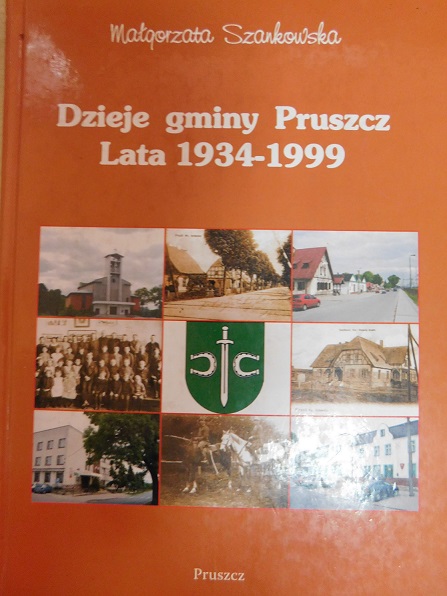 Małgorzata Szankowska
Dzieje gminy Pruszcz
Lata 1934-1999
Pruszcz